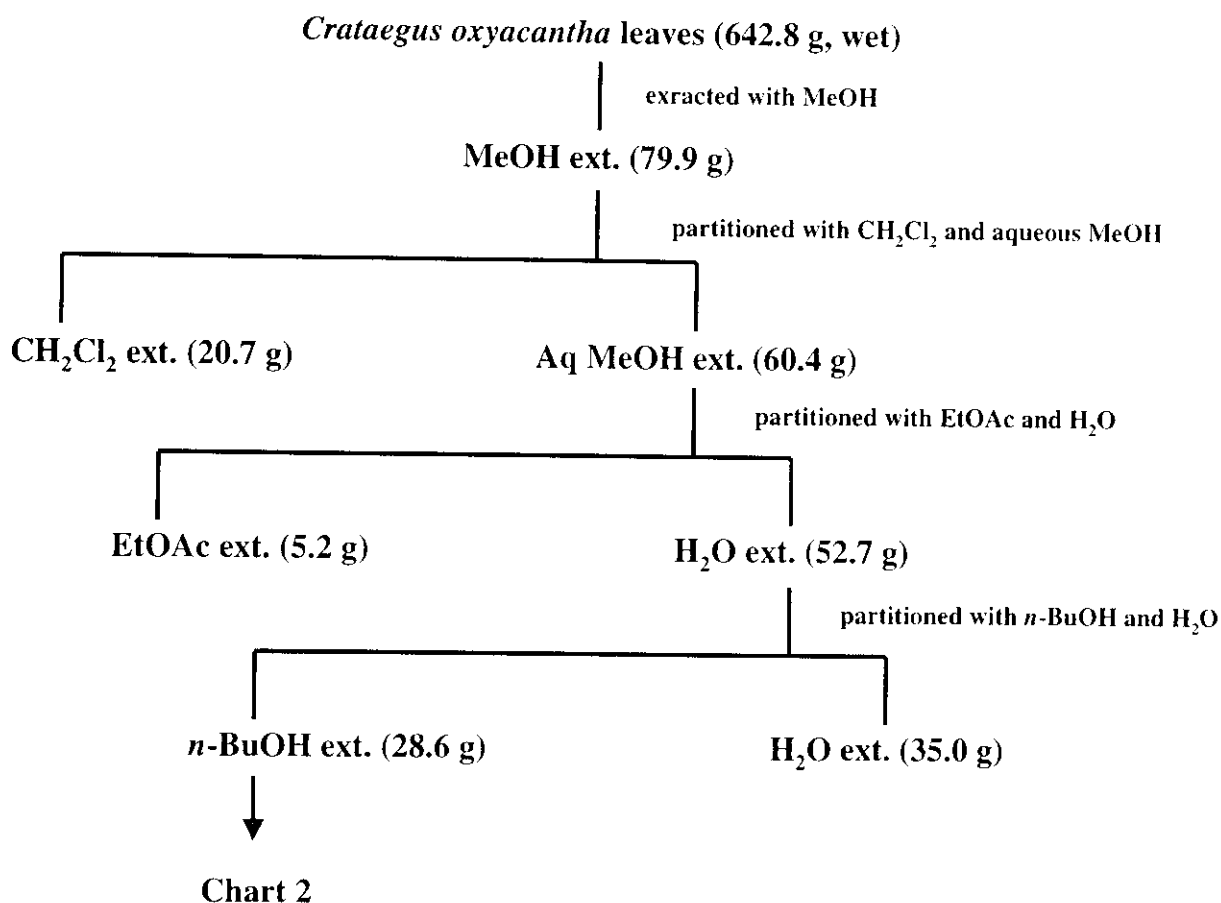 Crataegus oxyacantha leaves (642.8 g, wet)
exracted with MeOH
MeOH ext. (79.9 g)
partitioned with CH₂Cl₂ and aqueous MeOH
CH₂Cl₂ ext. (20.7 g)
Aq MeOH ext. (60.4 g)
partitioned with EtOAc and H₂O
EtOAc ext. (5.2 g)
H₂O ext. (52.7 g)
partitioned with n-BuOH and H₂O
n-BuOH ext. (28.6 g)
H₂O ext. (35.0 g)
Chart 2